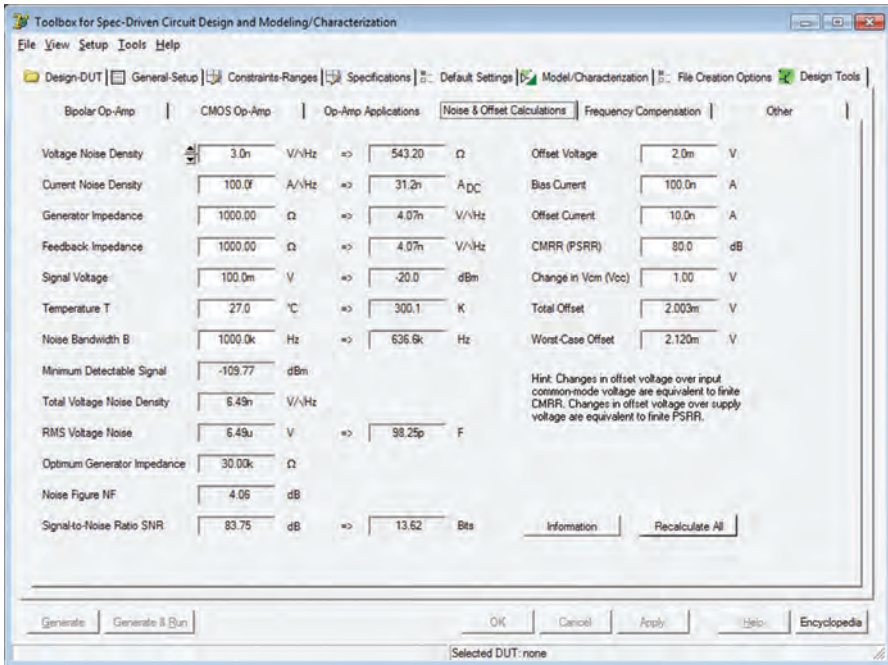 Toolbox for Spec-Driven Circuit Design and Modeling/Characterization
File View Setup Tools Help
Design-DUT General-Setup Constraints-Ranges Specifications Default Settings Model/Characterization File Creation Options Design Tools
Bipolar Op-Amp CMOS Op-Amp Op-Amp Applications Noise & Offset Calculations Frequency Compensation Other
Voltage Noise Density 3.0n V/√Hz => 543.20 Ω Offset Voltage 2.0m V
Current Noise Density 100.0f A/√Hz => 31.2n ADC Bias Current 100.0n A
Generator Impedance 1000.00 Ω => 4.07n V/√Hz Offset Current 10.0n A
Feedback Impedance 1000.00 Ω => 4.07n V/√Hz CMRR (PSRR) 80.0 dB
Signal Voltage 100.0m V => -20.0 dBm Change in Vcm (Vcc) 1.00 V
Temperature T 27.0 °C => 300.1 K Total Offset 2.003m V
Noise Bandwidth B 1000.0k Hz => 636.6k Hz Worst-Case Offset 2.120m V
Minimum Detectable Signal -109.77 dBm
Total Voltage Noise Density 6.49n V/√Hz
RMS Voltage Noise 6.49u V => 98.25p F
Optimum Generator Impedance 30.00k Ω
Noise Figure NF 4.06 dB
Signal-to-Noise Ratio SNR 83.75 dB => 13.62 Bits
Hint: Changes in offset voltage over input
common-mode voltage are equivalent to finite
CMRR. Changes in offset voltage over supply
voltage are equivalent to finite PSRR.
Information Recalculate All
Generate Generate & Run OK Cancel Apply Help Encyclopedia
Selected DUT: none